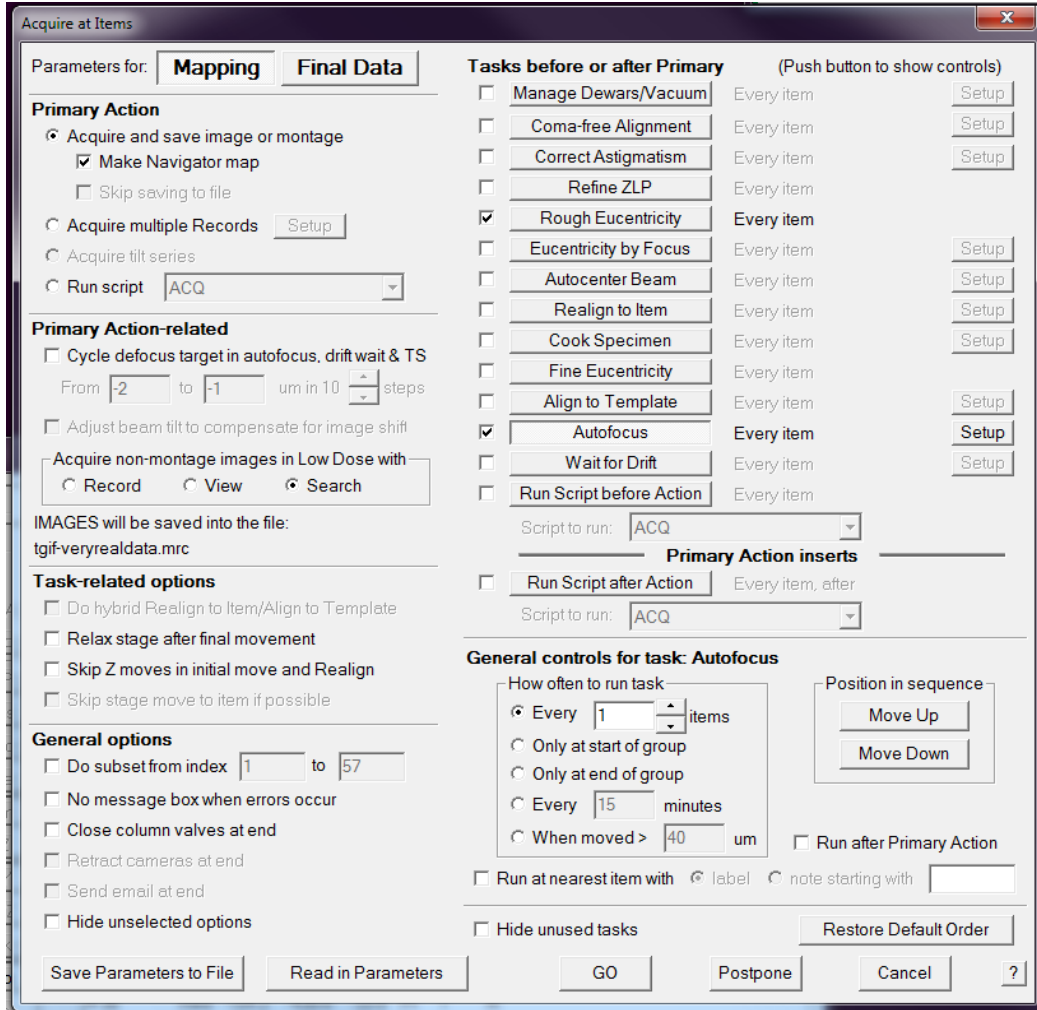 Acquire at Items
Parameters for: Mapping Final Data
Primary Action
Acquire and save image or montage
Make Navigator map
Skip saving to file
Acquire multiple Records Setup
Acquire tilt series
Run script ACQ
Primary Action-related
Cycle defocus target in autofocus, drift wait & TS
From -2 to -1 um in 10 steps
Adjust beam tilt to compensate for image shift
Acquire non-montage images in Low Dose with
Record View Search
IMAGES will be saved into the file:
tgif-veryrealdata.mrc
Task-related options
Do hybrid Realign to Item/Align to Template
Relax stage after final movement
Skip Z moves in initial move and Realign
Skip stage move to item if possible
General options
Do subset from index 1 to 57
No message box when errors occur
Close column valves at end
Retract cameras at end
Send email at end
Hide unselected options
Tasks before or after Primary (Push button to show controls)
Manage Dewars/Vacuum Every item Setup
Coma-free Alignment Every item Setup
Correct Astigmatism Every item Setup
Refine ZLP Every item
Rough Eucentricity Every item
Eucentricity by Focus Every item Setup
Autocenter Beam Every item Setup
Realign to Item Every item Setup
Cook Specimen Every item Setup
Fine Eucentricity Every item
Align to Template Every item Setup
Autofocus Every item Setup
Wait for Drift Every item Setup
Run Script before Action Every item
Script to run: ACQ
Primary Action inserts
Run Script after Action Every item, after
Script to run: ACQ
General controls for task: Autofocus
How often to run task
Every 1 items
Only at start of group
Only at end of group
Every 15 minutes
When moved > 40 um
Position in sequence
Move Up
Move Down
Run after Primary Action
Run at nearest item with label note starting with
Hide unused tasks Restore Default Order
Save Parameters to File Read in Parameters GO Postpone Cancel ?